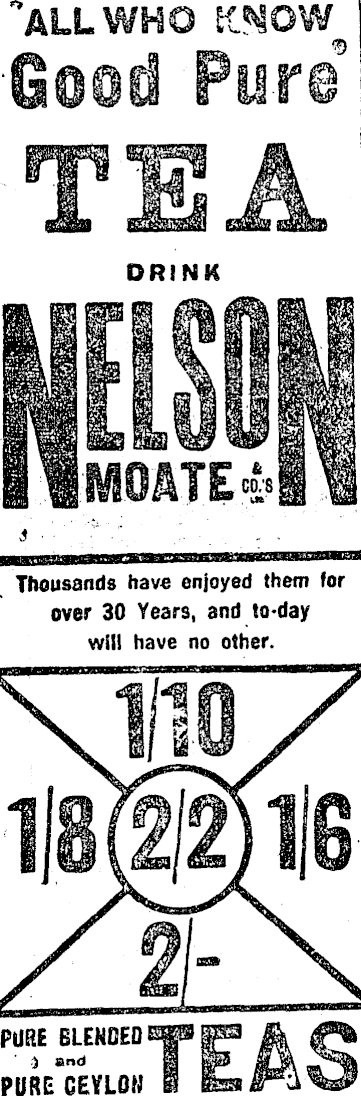 ALL WHO KNOW
Good Pure
TEA
DRINK
NELSON
MOATE & CO.'S LTD.
Thousands have enjoyed them for
over 30 Years, and to-day
will have no other.
1/10
1/8 2/2 1/6
2/-
PURE BLENDED
and
PURE CEYLON
TEAS